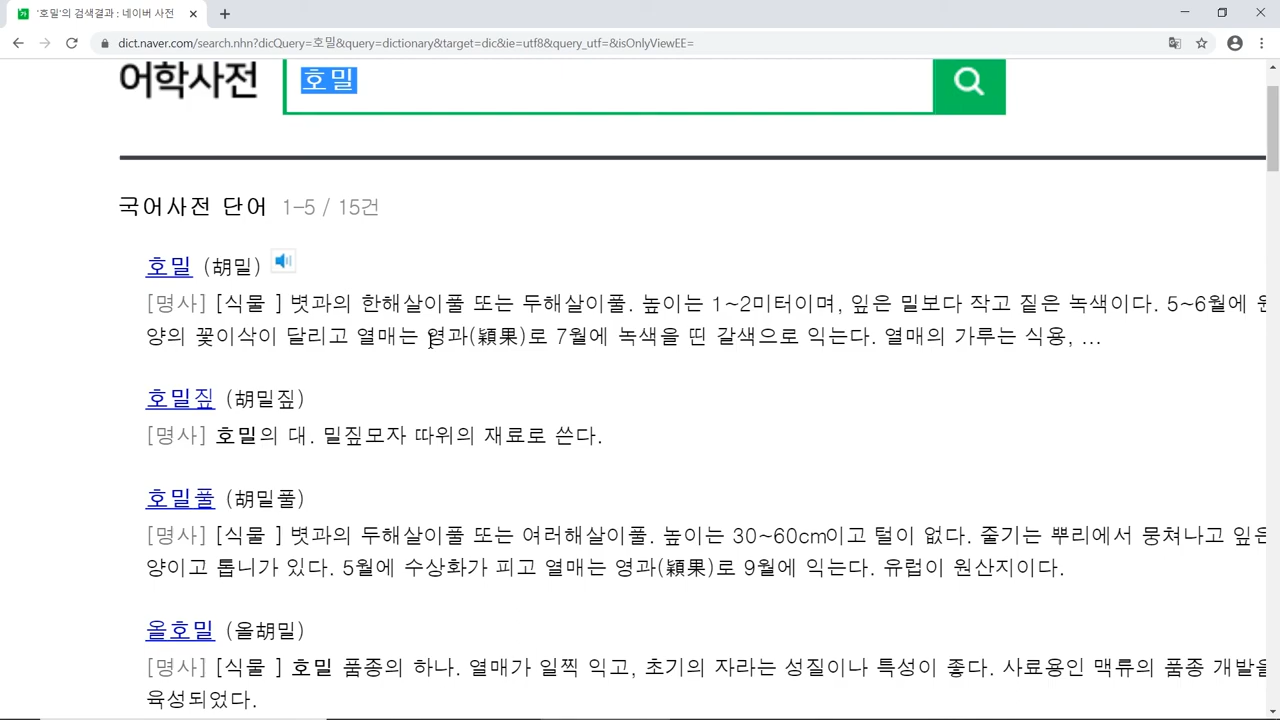 '호밀'의 검색결과 : 네이버 사전
dict.naver.com/search.nhn?dicQuery=호밀&query=dictionary&target=dic&ie=utf8&query_utf=&isOnlyViewEE=
어학사전 호밀
국어사전 단어 1-5 / 15건
호밀 (胡밀)
[명사] [식물 ] 볏과의 한해살이풀 또는 두해살이풀. 높이는 1~2미터이며, 잎은 밀보다 작고 짙은 녹색이다. 5~6월에
양의 꽃이삭이 달리고 열매는 영과(穎果)로 7월에 녹색을 띤 갈색으로 익는다. 열매의 가루는 식용, ...
호밀짚 (胡밀짚)
[명사] 호밀의 대. 밀짚모자 따위의 재료로 쓴다.
호밀풀 (胡밀풀)
[명사] [식물 ] 볏과의 두해살이풀 또는 여러해살이풀. 높이는 30~60cm이고 털이 없다. 줄기는 뿌리에서 뭉쳐나고 잎은
양이고 톱니가 있다. 5월에 수상화가 피고 열매는 영과(穎果)로 9월에 익는다. 유럽이 원산지이다.
올호밀 (올胡밀)
[명사] [식물 ] 호밀 품종의 하나. 열매가 일찍 익고, 초기의 자라는 성질이나 특성이 좋다. 사료용인 맥류의 품종 개발을
육성되었다.